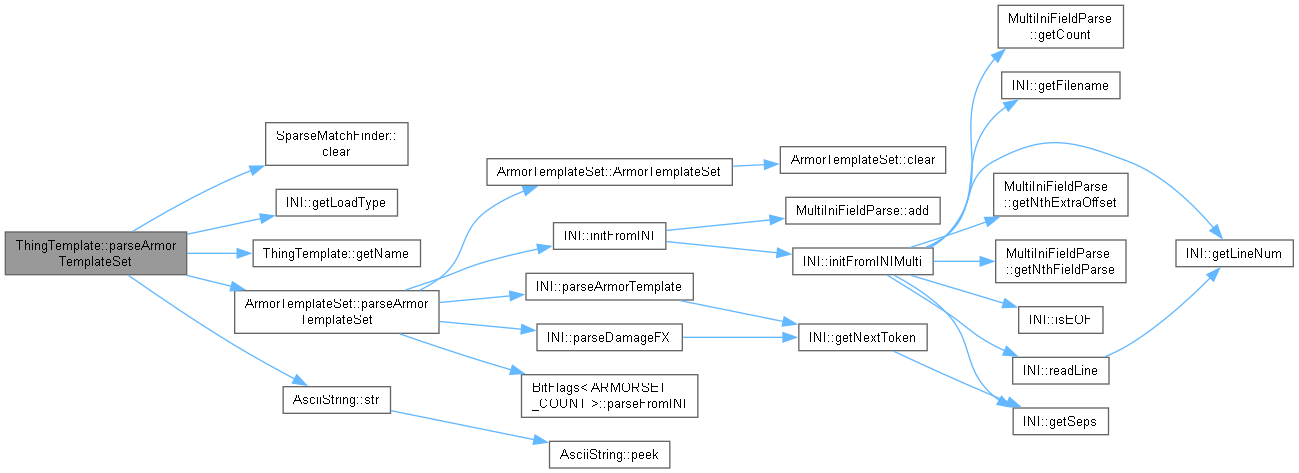 ThingTemplate::parseArmor
TemplateSet
SparseMatchFinder::
clear
INI::getLoadType
ThingTemplate::getName
ArmorTemplateSet::parseArmor
TemplateSet
AsciiString::str
ArmorTemplateSet::ArmorTemplateSet
INI::initFromINI
INI::parseArmorTemplate
INI::parseDamageFX
BitFlags< ARMORSET
_COUNT >::parseFromINI
AsciiString::peek
ArmorTemplateSet::clear
MultiIniFieldParse::add
INI::initFromINIMulti
INI::getNextToken
MultiIniFieldParse
::getCount
INI::getFilename
MultiIniFieldParse
::getNthExtraOffset
MultiIniFieldParse
::getNthFieldParse
INI::isEOF
INI::readLine
INI::getSeps
INI::getLineNum